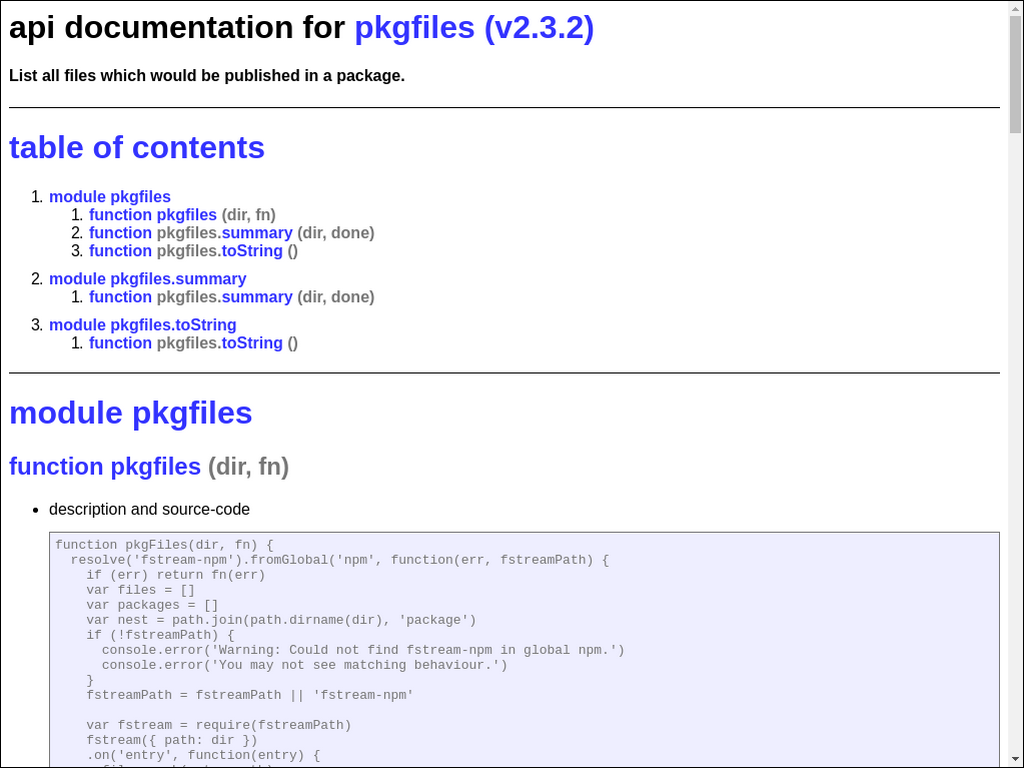 api documentation for pkgfiles (v2.3.2)
List all files which would be published in a package.
table of contents
1. module pkgfiles
1. function pkgfiles (dir, fn)
2. function pkgfiles.summary (dir, done)
3. function pkgfiles.toString ()
2. module pkgfiles.summary
1. function pkgfiles.summary (dir, done)
3. module pkgfiles.toString
1. function pkgfiles.toString ()
module pkgfiles
function pkgfiles (dir, fn)
• description and source-code
function pkgFiles(dir, fn) {
  resolve('fstream-npm').fromGlobal('npm', function(err, fstreamPath) {
    if (err) return fn(err)
    var files = []
    var packages = []
    var nest = path.join(path.dirname(dir), 'package')
    if (!fstreamPath) {
      console.error('Warning: Could not find fstream-npm in global npm.')
      console.error('You may not see matching behaviour.')
    }
    fstreamPath = fstreamPath || 'fstream-npm'
    var fstream = require(fstreamPath)
    fstream({ path: dir })
    .on('entry', function(entry) {